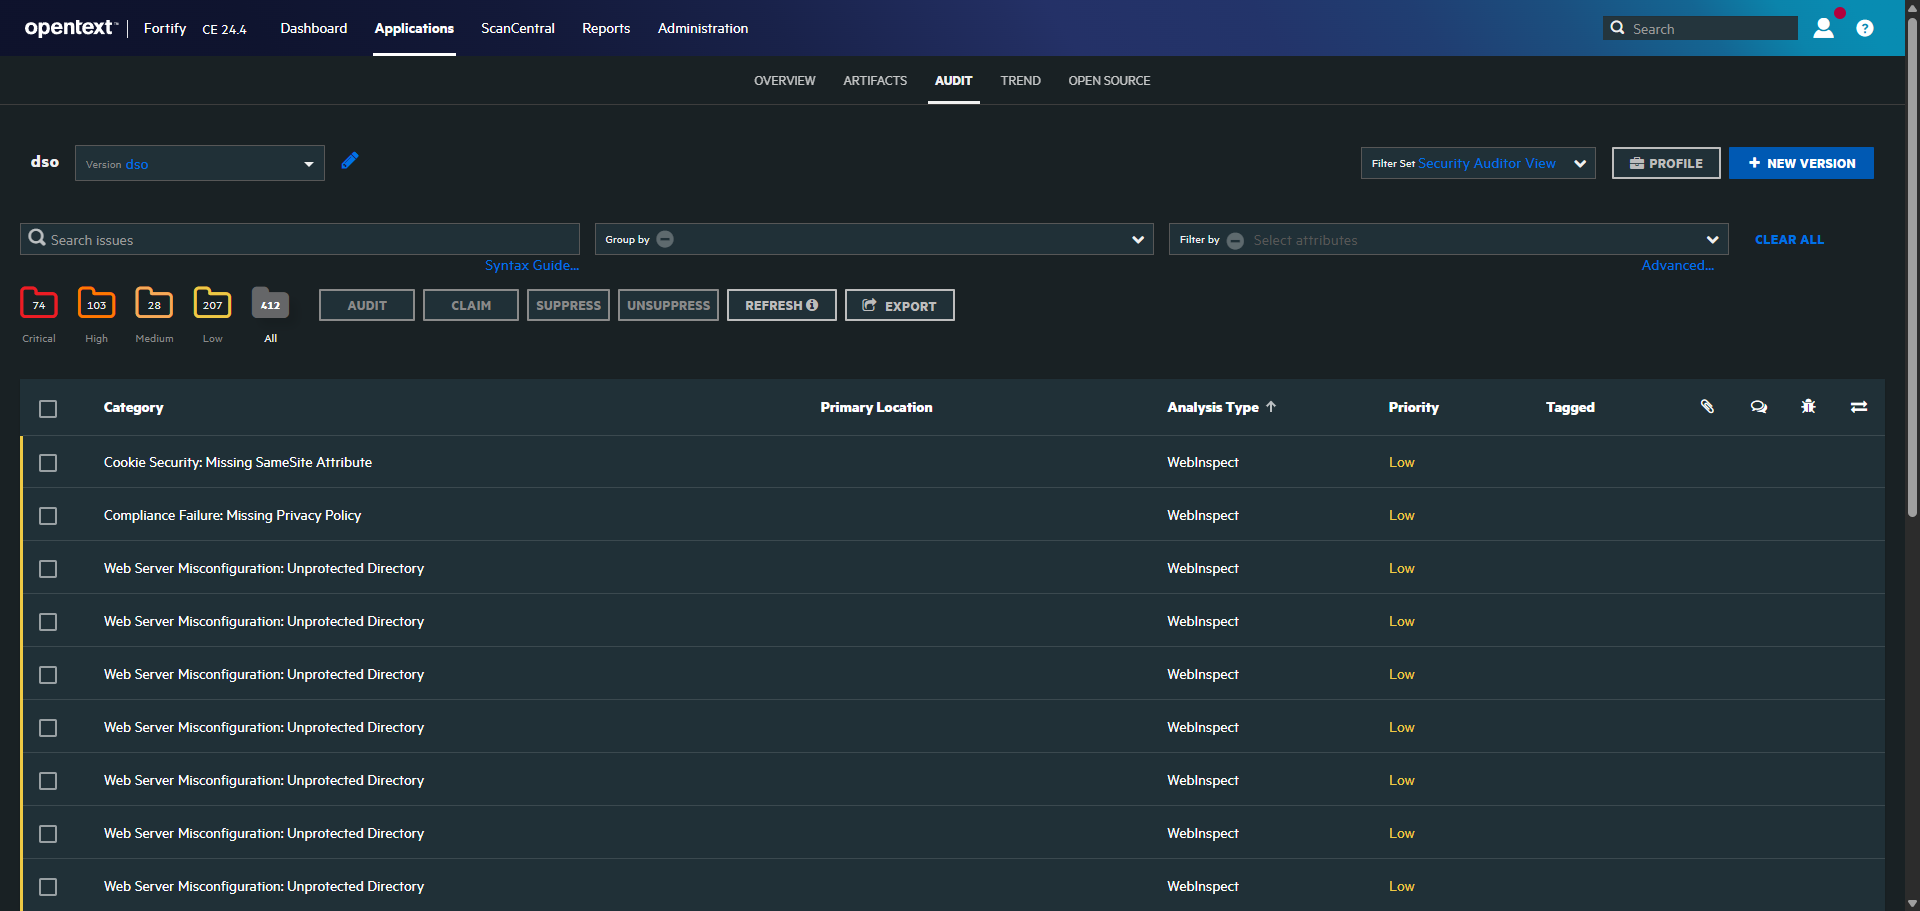 opentext™ | Fortify CE 24.4 Dashboard Applications ScanCentral Reports Administration Search
OVERVIEW ARTIFACTS AUDIT TREND OPEN SOURCE
dso Version dso Filter Set Security Auditor View PROFILE + NEW VERSION
Search issues Group by Filter by Select attributes CLEAR ALL
Syntax Guide... Advanced...
74 103 28 207 412 AUDIT CLAIM SUPPRESS UNSUPPRESS REFRESH EXPORT
Critical High Medium Low All
Category Primary Location Analysis Type Priority Tagged
Cookie Security: Missing SameSite Attribute WebInspect Low
Compliance Failure: Missing Privacy Policy WebInspect Low
Web Server Misconfiguration: Unprotected Directory WebInspect Low
Web Server Misconfiguration: Unprotected Directory WebInspect Low
Web Server Misconfiguration: Unprotected Directory WebInspect Low
Web Server Misconfiguration: Unprotected Directory WebInspect Low
Web Server Misconfiguration: Unprotected Directory WebInspect Low
Web Server Misconfiguration: Unprotected Directory WebInspect Low
Web Server Misconfiguration: Unprotected Directory WebInspect Low